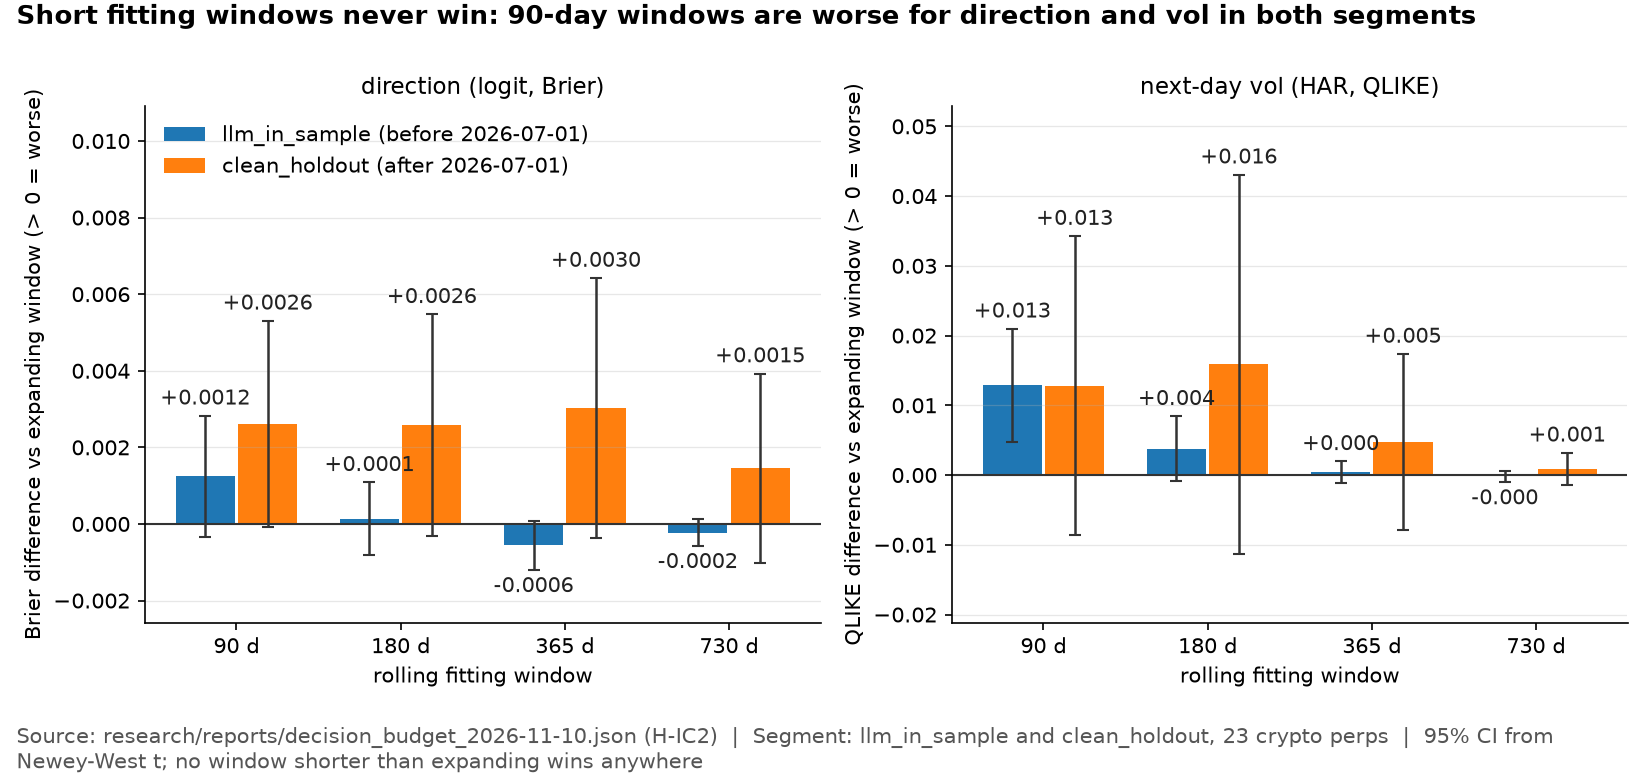 Short fitting windows never win: 90-day windows are worse for direction and vol in both segments
direction (logit, Brier)
Brier difference vs expanding window (> 0 = worse)
0.010
0.008
0.006
0.004
0.002
0.000
−0.002
llm_in_sample (before 2026-07-01)
clean_holdout (after 2026-07-01)
+0.0012
+0.0026
+0.0001
+0.0026
-0.0006
+0.0030
-0.0002
+0.0015
90 d
180 d
365 d
730 d
rolling fitting window
next-day vol (HAR, QLIKE)
QLIKE difference vs expanding window (> 0 = worse)
0.05
0.04
0.03
0.02
0.01
0.00
−0.01
−0.02
+0.013
+0.013
+0.004
+0.016
+0.000
+0.005
-0.000
+0.001
90 d
180 d
365 d
730 d
rolling fitting window
Source: research/reports/decision_budget_2026-11-10.json (H-IC2) | Segment: llm_in_sample and clean_holdout, 23 crypto perps | 95% CI from
Newey-West t; no window shorter than expanding wins anywhere